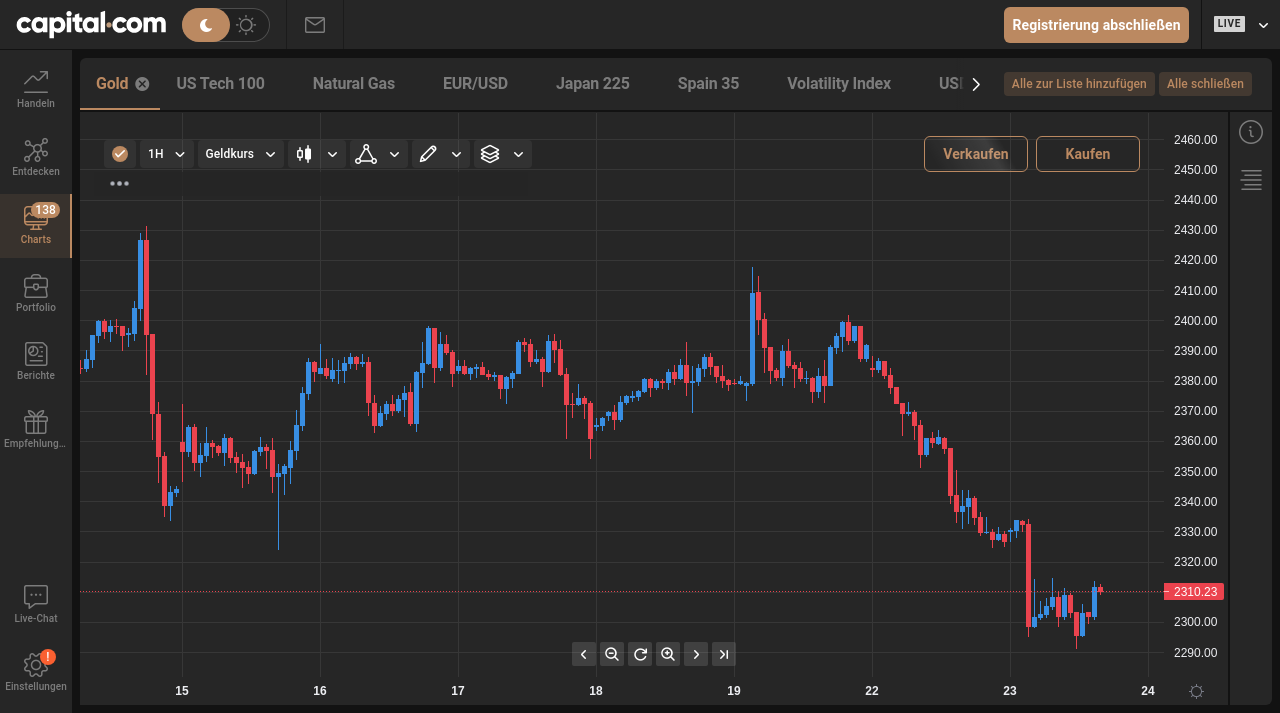 capital.com
Registrierung abschließen
LIVE
Gold
US Tech 100
Natural Gas
EUR/USD
Japan 225
Spain 35
Volatility Index
Alle zur Liste hinzufügen
Alle schließen
Handeln
Entdecken
138
Charts
Portfolio
Berichte
Empfehlung...
Live-Chat
!
Einstellungen
1H
Geldkurs
•••
Verkaufen
Kaufen
2460.00
2450.00
2440.00
2430.00
2420.00
2410.00
2400.00
2390.00
2380.00
2370.00
2360.00
2350.00
2340.00
2330.00
2320.00
2310.23
2300.00
2290.00
15
16
17
18
19
22
23
24